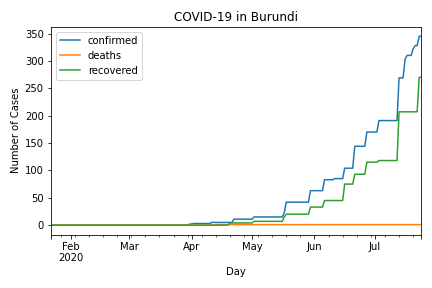 COVID-19 in Burundi
confirmed
deaths
recovered
Number of Cases
350
300
250
200
150
100
50
0
Feb Mar Apr May Jun Jul
2020
Day